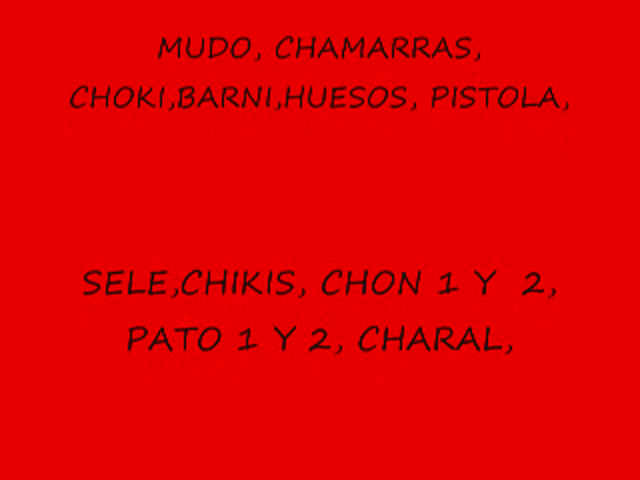 MUDO, CHAMARRAS,
CHOKI,BARNI,HUESOS, PISTOLA,
SELE,CHIKIS, CHON 1 Y 2,
PATO 1 Y 2, CHARAL,